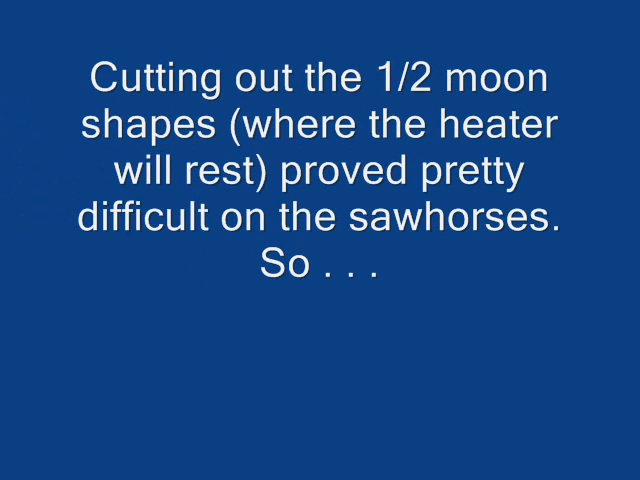 Cutting out the 1/2 moon
shapes (where the heater
will rest) proved pretty
difficult on the sawhorses.
So . . .